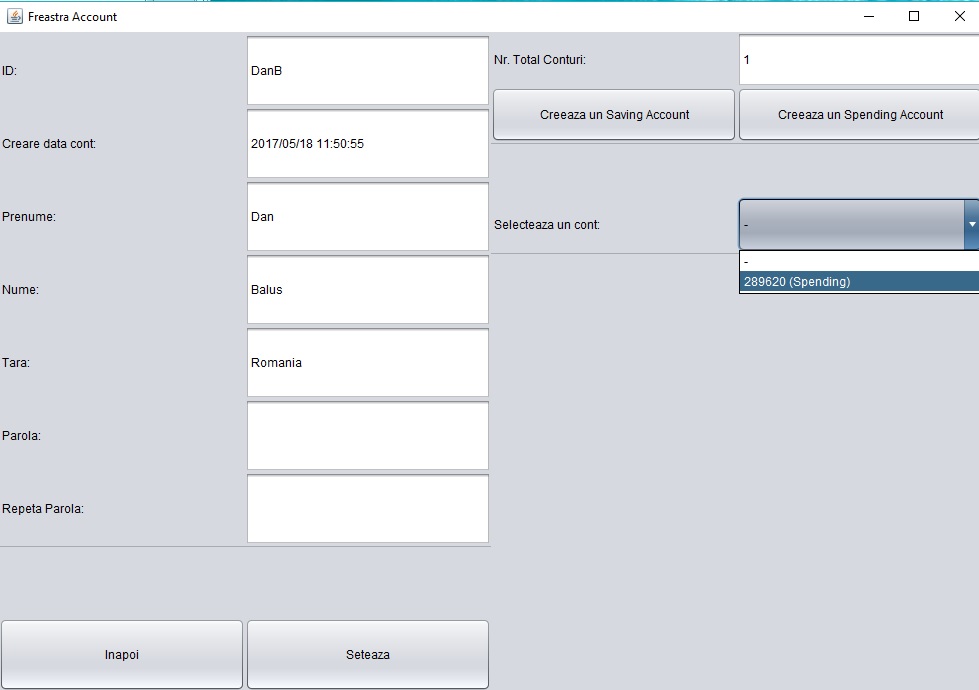 Freastra Account
ID:
DanB
Creare data cont:
2017/05/18 11:50:55
Prenume:
Dan
Nume:
Balus
Tara:
Romania
Parola:
Repeta Parola:
Inapoi
Seteaza
Nr. Total Conturi:
1
Creeaza un Saving Account
Creeaza un Spending Account
Selecteaza un cont:
-
-
289620 (Spending)